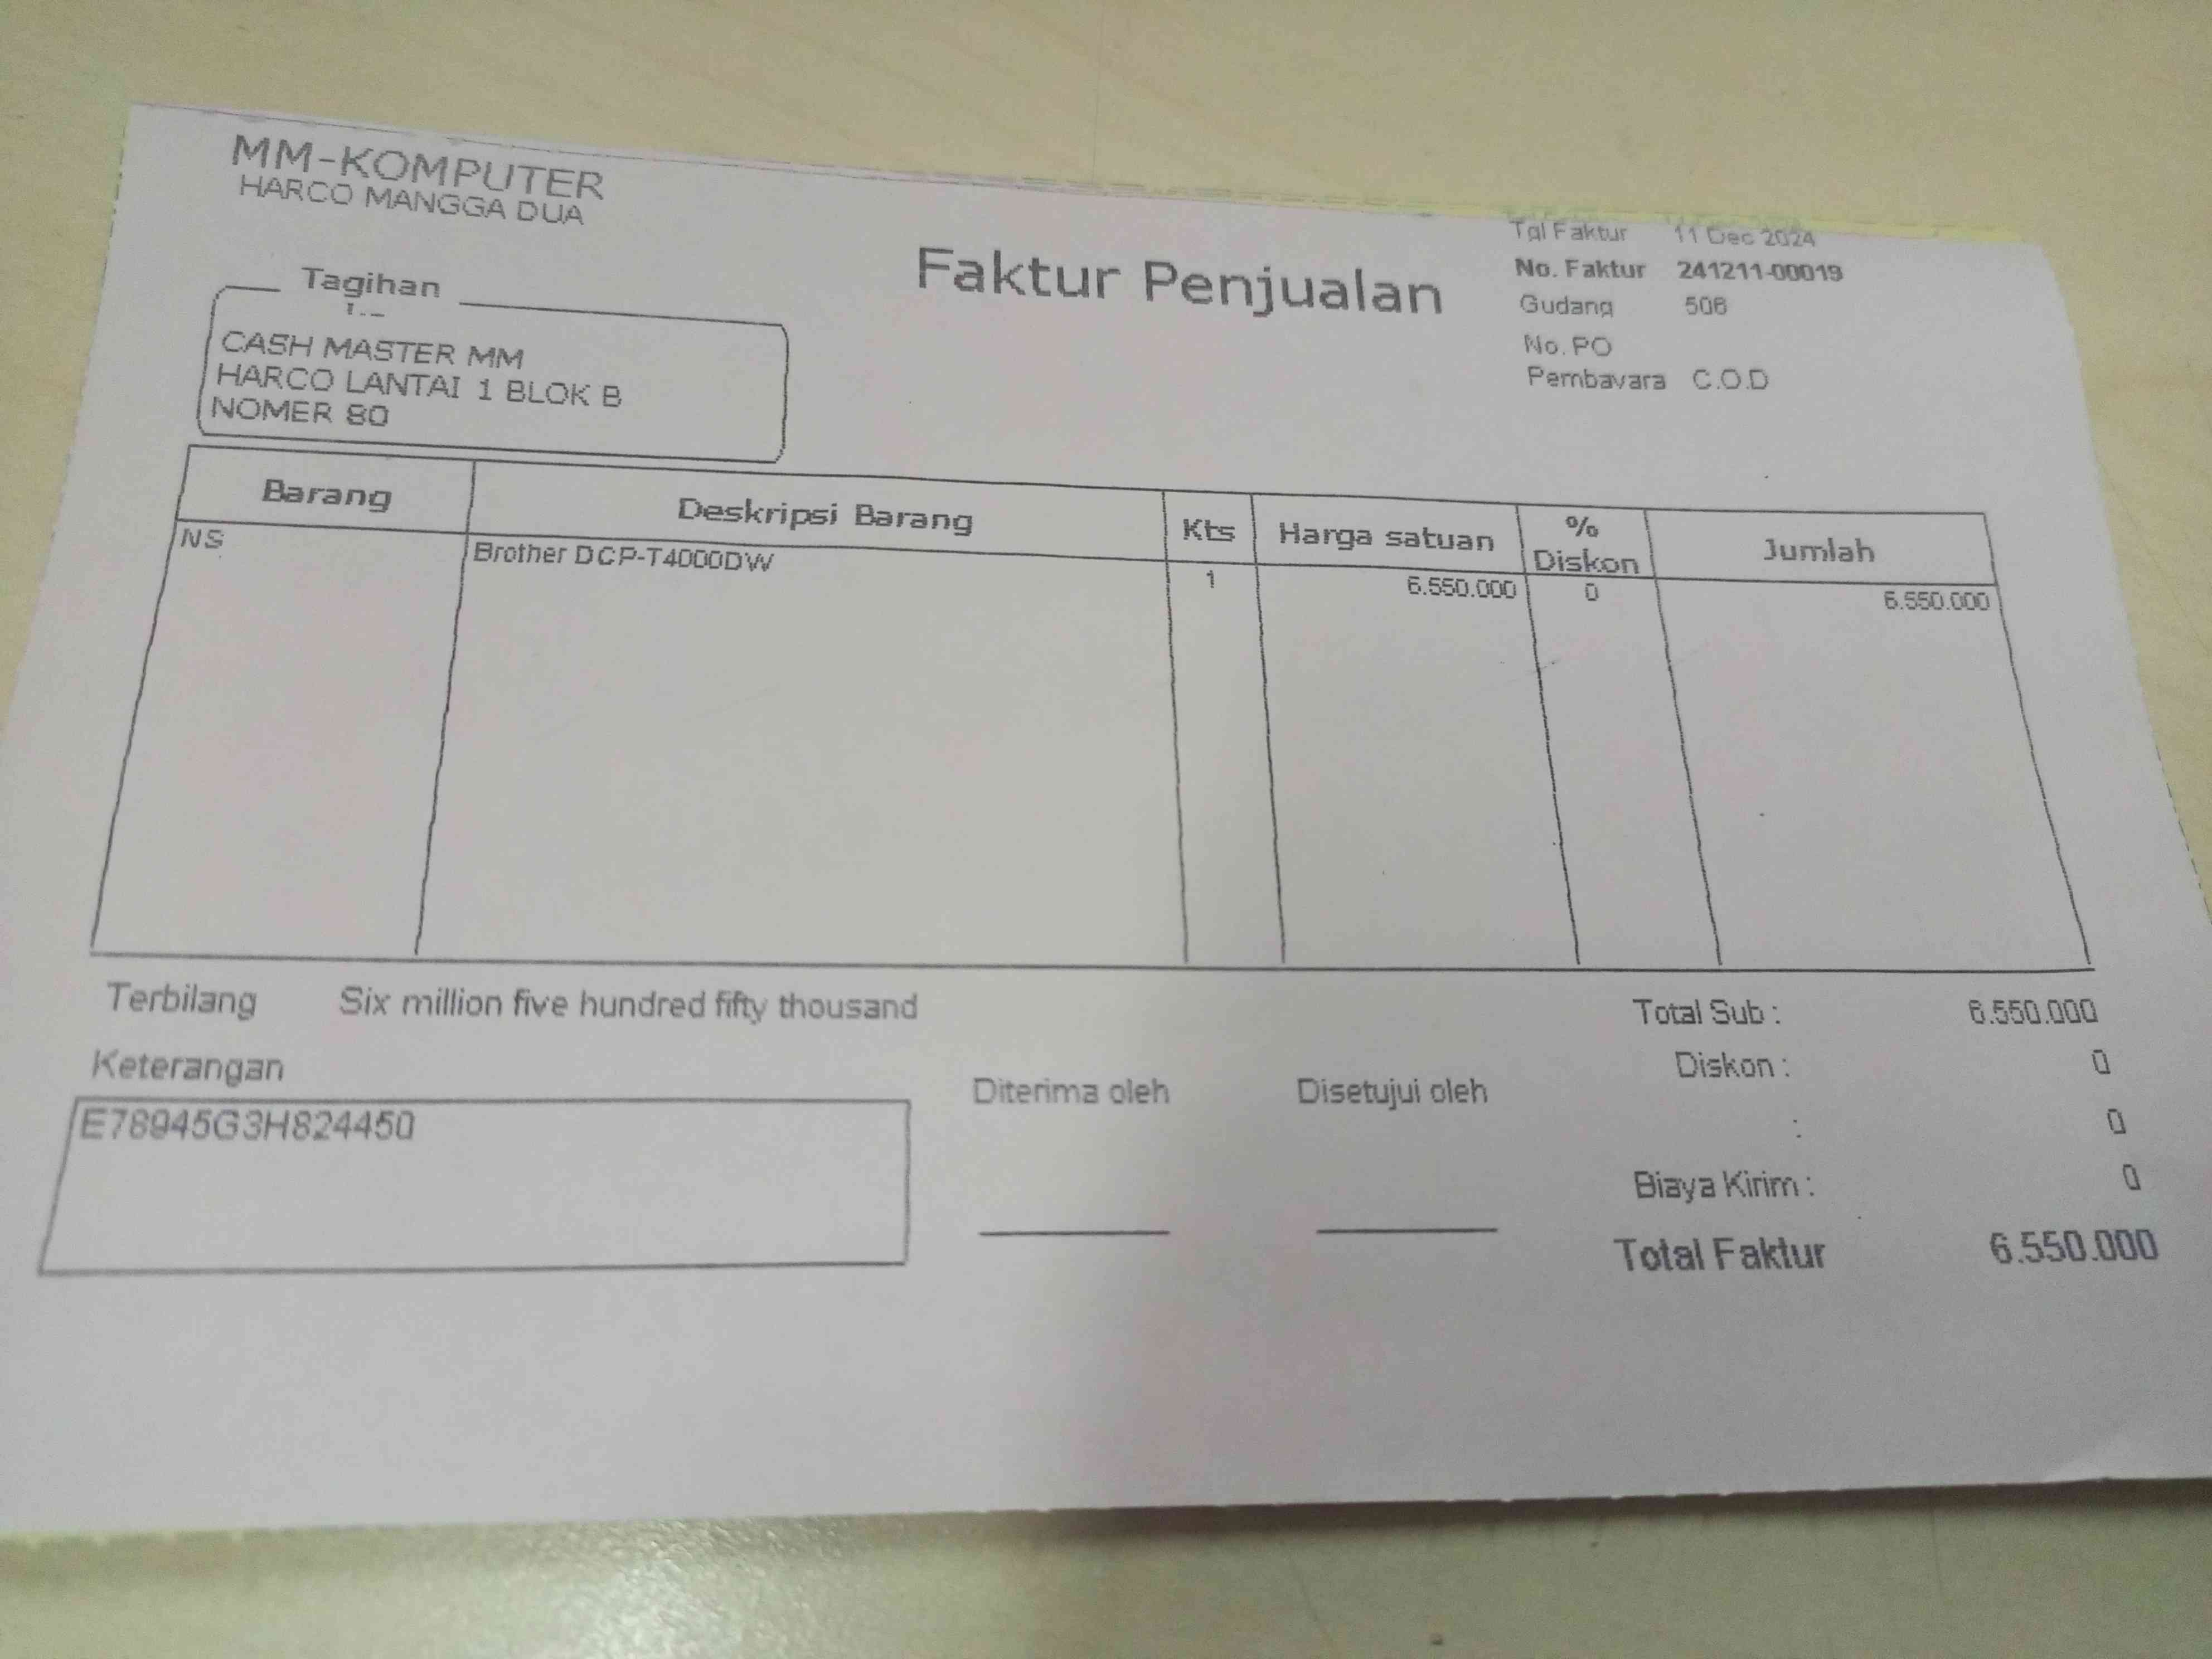 MM-KOMPUTER
HARCO MANGGA DUA
Faktur Penjualan
Tgl Faktur 11 Dec 2024
No. Faktur 241211-00019
Gudang 506
No. PO
Pembayara C.O.D
Tagihan
CASH MASTER MM
HARCO LANTAI 1 BLOK B
NOMER 80
Barang Deskripsi Barang Kts Harga satuan % Diskon Jumlah
NS Brother DCP-T4000DW 1 6.550.000 0 6.550.000
Terbilang Six million five hundred fifty thousand
Keterangan
E78945G3H824450
Diterima oleh Disetujui oleh
Total Sub : 6.550.000
Diskon : 0
: 0
Biaya Kirim : 0
Total Faktur 6.550.000